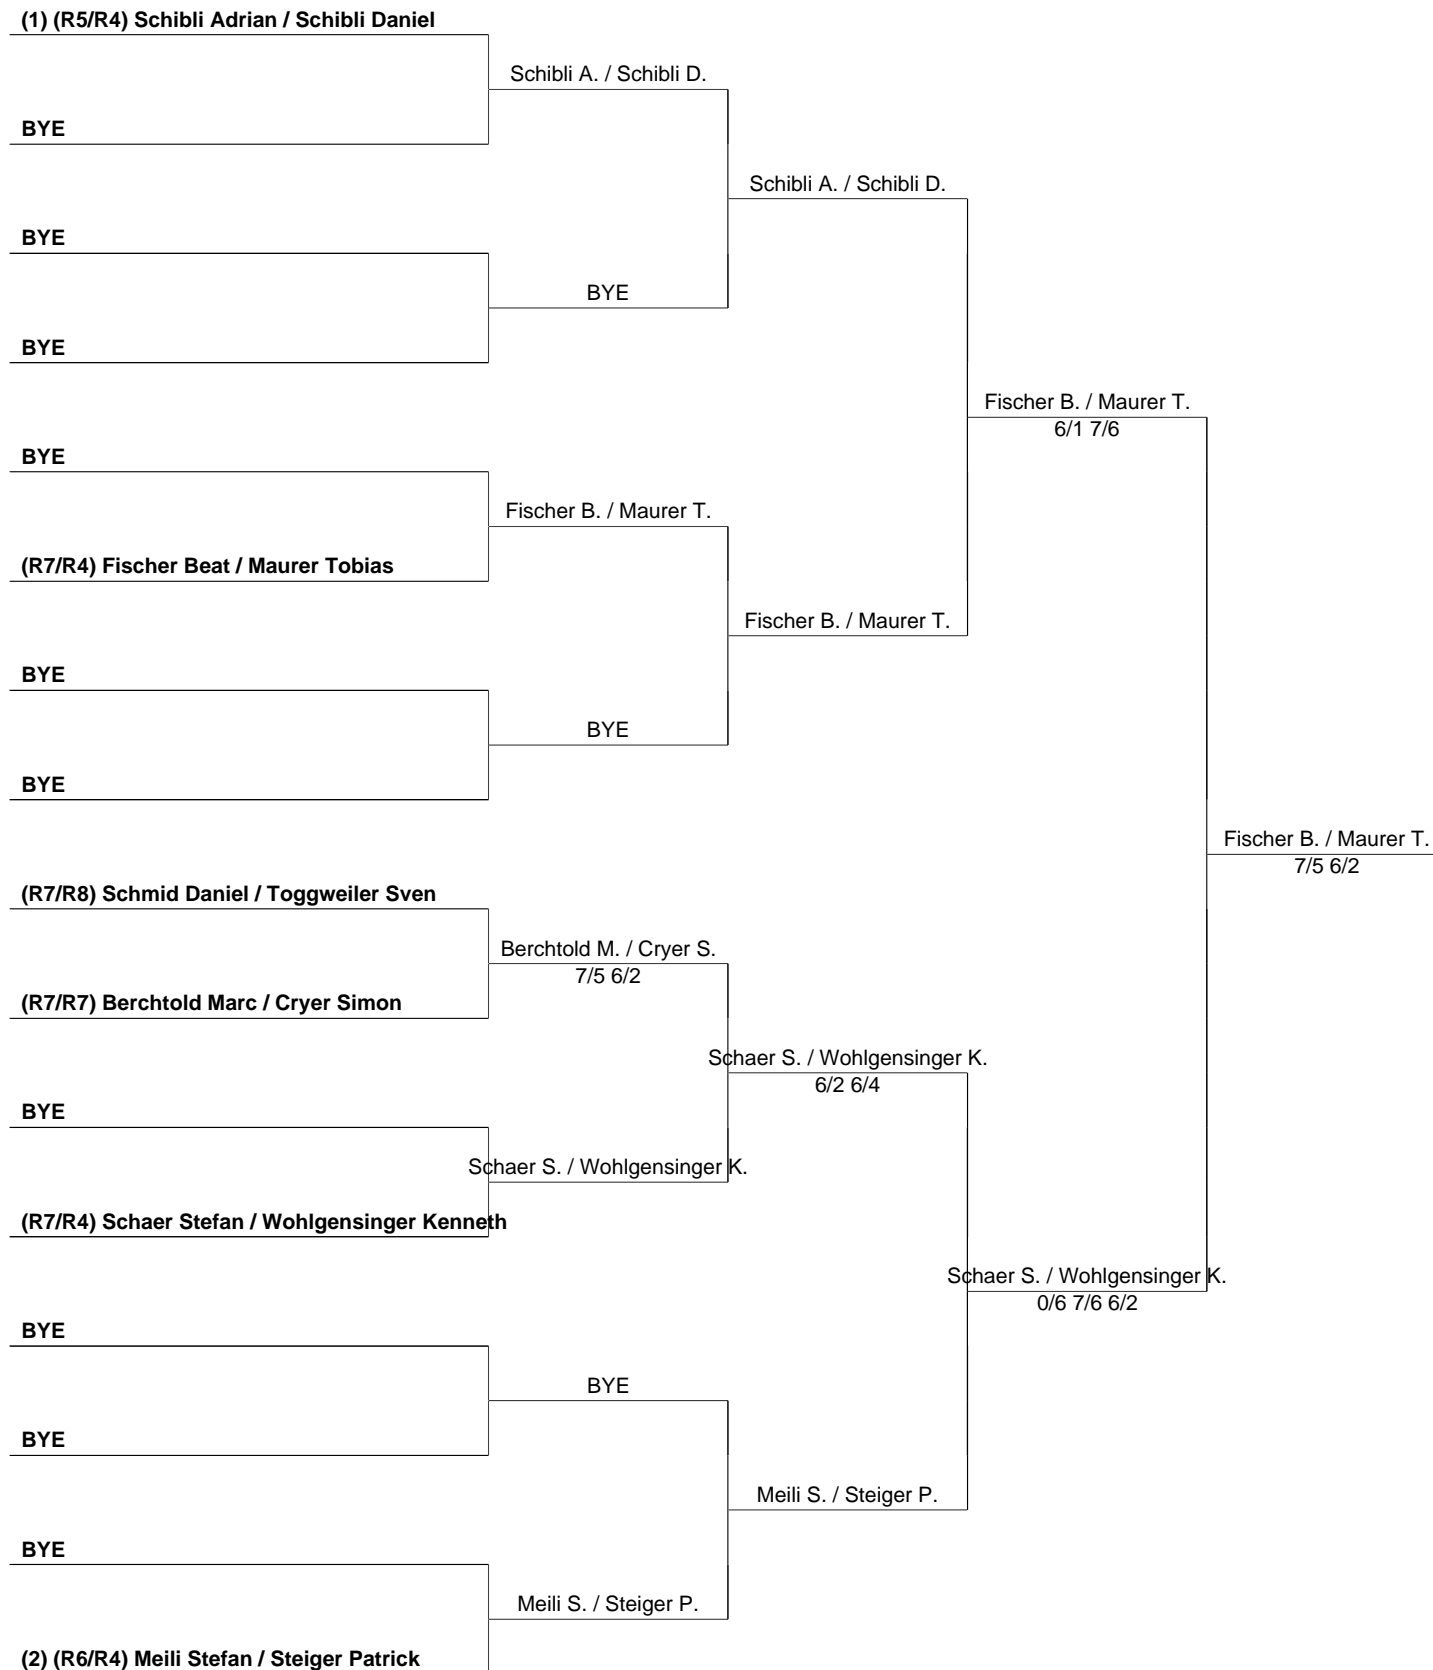 (1) (R5/R4) Schibli Adrian / Schibli Daniel
Schibli A. / Schibli D.
BYE
Schibli A. / Schibli D.
BYE
BYE
BYE
Fischer B. / Maurer T.
6/1 7/6
BYE
Fischer B. / Maurer T.
(R7/R4) Fischer Beat / Maurer Tobias
Fischer B. / Maurer T.
BYE
BYE
BYE
Fischer B. / Maurer T.
7/5 6/2
(R7/R8) Schmid Daniel / Toggweiler Sven
Berchtold M. / Cryer S.
7/5 6/2
(R7/R7) Berchtold Marc / Cryer Simon
Schaer S. / Wohlgensinger K.
6/2 6/4
BYE
Schaer S. / Wohlgensinger K.
(R7/R4) Schaer Stefan / Wohlgensinger Kenneth
Schaer S. / Wohlgensinger K.
0/6 7/6 6/2
BYE
BYE
BYE
Meili S. / Steiger P.
BYE
Meili S. / Steiger P.
(2) (R6/R4) Meili Stefan / Steiger Patrick